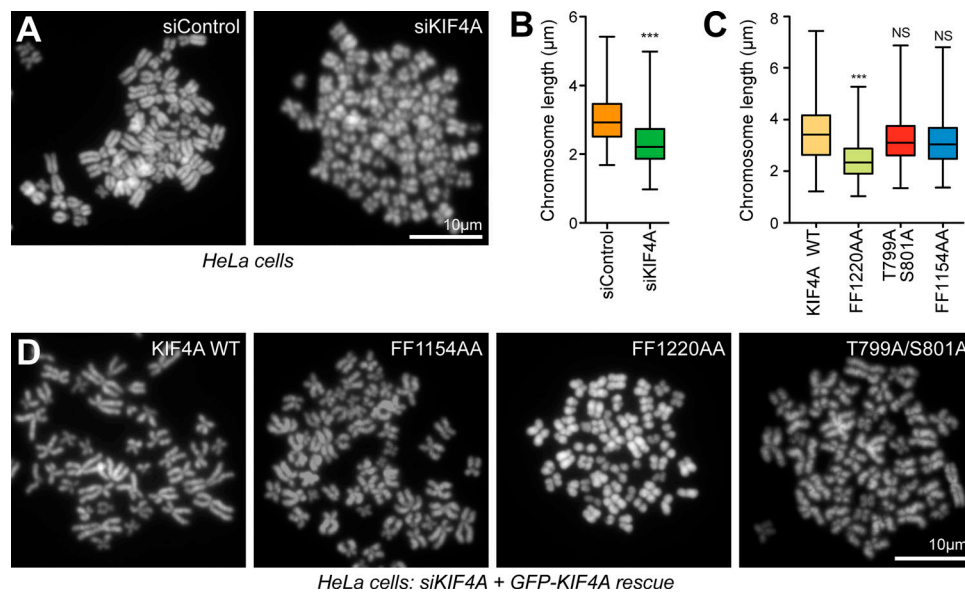 A
siControl
siKIF4A
10µm
HeLa cells
B
Chromosome length (µm)
6
4
2
0
***
siControl
siKIF4A
C
Chromosome length (µm)
8
6
4
2
0
***
NS
NS
KIF4A WT
FF1220AA
T799A
S801A
FF1154AA
D
KIF4A WT
FF1154AA
FF1220AA
T799A/S801A
10µm
HeLa cells: siKIF4A + GFP-KIF4A rescue